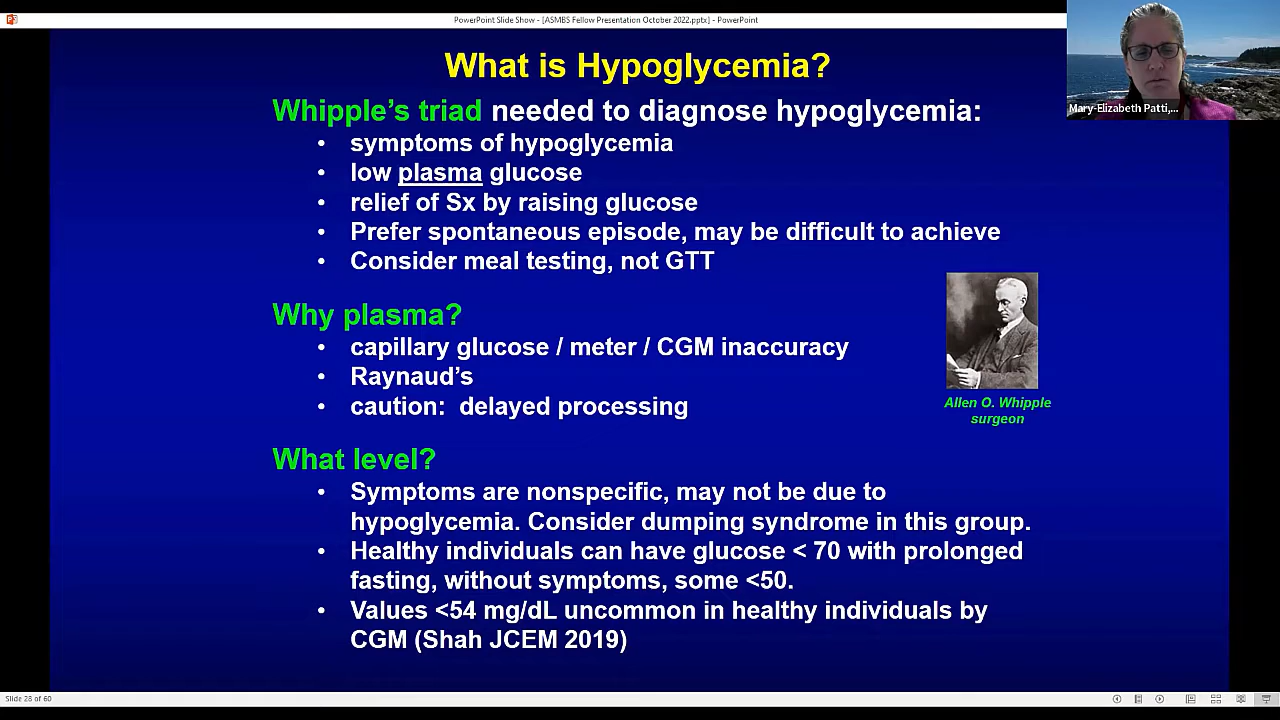 PowerPoint Slide Show - [ASMBS Fellow Presentation October 2022.pptx] - PowerPoint
Mary-Elizabeth Patti,...
What is Hypoglycemia?
Whipple's triad needed to diagnose hypoglycemia:
• symptoms of hypoglycemia
• low plasma glucose
• relief of Sx by raising glucose
• Prefer spontaneous episode, may be difficult to achieve
• Consider meal testing, not GTT
Why plasma?
• capillary glucose / meter / CGM inaccuracy
• Raynaud's
• caution: delayed processing
Allen O. Whipple
surgeon
What level?
• Symptoms are nonspecific, may not be due to
hypoglycemia. Consider dumping syndrome in this group.
• Healthy individuals can have glucose < 70 with prolonged
fasting, without symptoms, some <50.
• Values <54 mg/dL uncommon in healthy individuals by
CGM (Shah JCEM 2019)
Slide 28 of 60